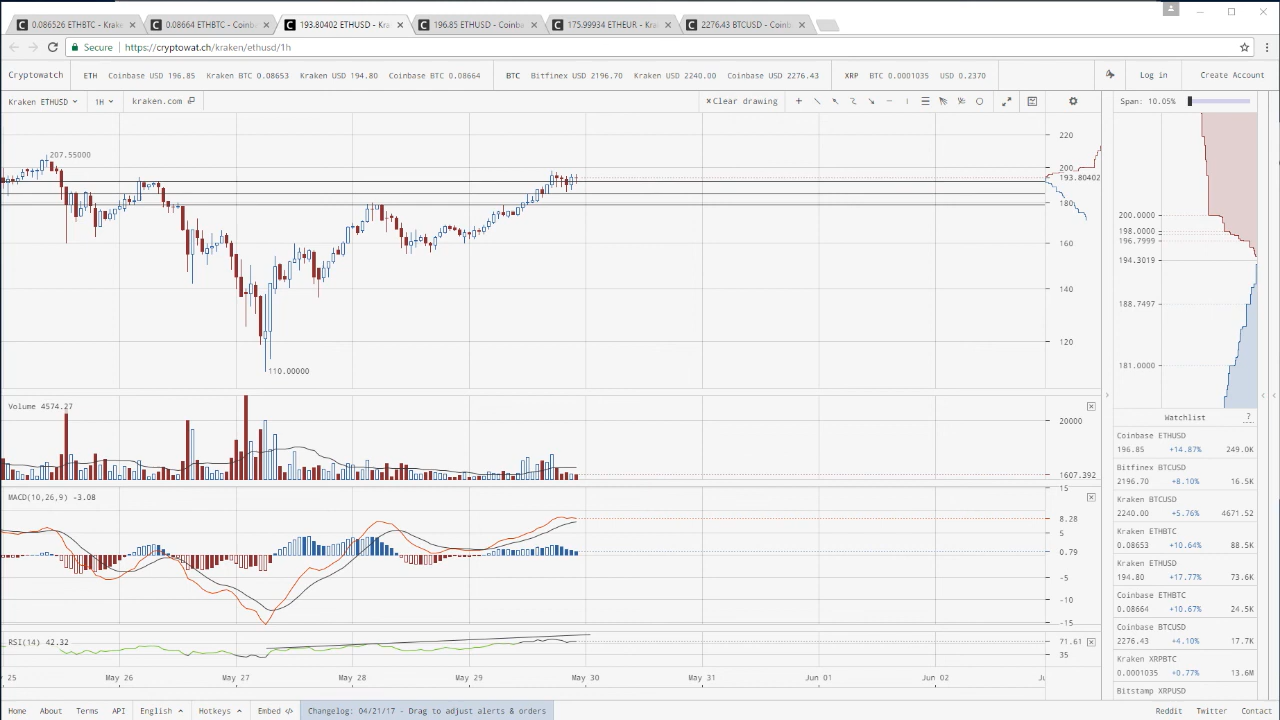 0.086526 ETHBTC - Krak
0.08664 ETHBTC - Coinb
193.80402 ETHUSD - Kra
196.85 ETHUSD - Coinb
175.99934 ETHEUR - Kra
2276.43 BTCUSD - Coinb
Secure https://cryptowat.ch/kraken/ethusd/1h
Cryptowatch ETH Coinbase USD 196.85 Kraken BTC 0.08653 Kraken USD 194.80 Coinbase BTC 0.08664 BTC Bitfinex USD 2196.70 Kraken USD 2240.00 Coinbase USD 2276.43 XRP BTC 0.0001035 USD 0.2370 Log in Create Account
Kraken ETHUSD 1H kraken.com × Clear drawing Span: 10.05%
207.55000
110.00000
220
200
193.80402
180
160
140
120
200.0000
198.0000
196.7999
194.3019
188.7497
181.0000
Volume 4574.27
20000
1607.392
MACD(10,26,9) -3.08
15
8.28
5
0.79
-5
-10
-15
RSI(14) 42.32
71.61
35
25 May 26 May 27 May 28 May 29 May 30 May 31 Jun 01 Jun 02 Ju
Watchlist ?
Coinbase ETHUSD
196.85 +14.87% 249.0K
Bitfinex BTCUSD
2196.70 +8.10% 16.5K
Kraken BTCUSD
2240.00 +5.76% 4671.52
Kraken ETHBTC
0.08653 +10.64% 88.5K
Kraken ETHUSD
194.80 +17.77% 73.6K
Coinbase ETHBTC
0.08664 +10.67% 24.5K
Coinbase BTCUSD
2276.43 +4.10% 17.7K
Kraken XRPBTC
0.0001035 +0.77% 13.6M
Bitstamp XRPUSD
Home About Terms API English Hotkeys Embed </> Changelog: 04/21/17 - Drag to adjust alerts & orders Reddit Twitter Contact